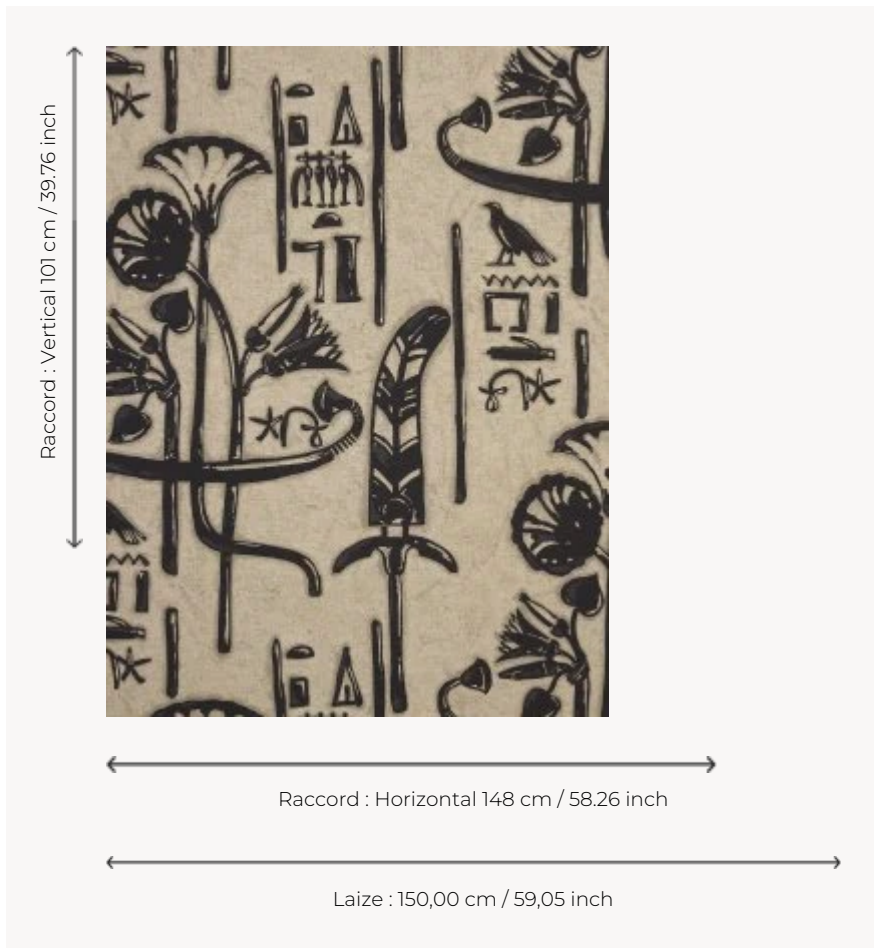 Raccord : Vertical 101 cm / 39.76 inch
Raccord : Horizontal 148 cm / 58.26 inch
Laize : 150,00 cm / 59,05 inch